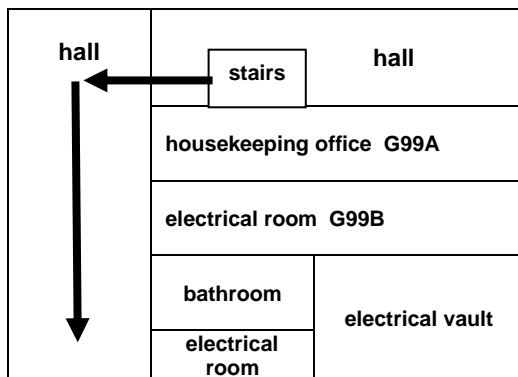 hall
stairs
hall
housekeeping office  G99A
electrical room  G99B
bathroom
electrical vault
electrical
room